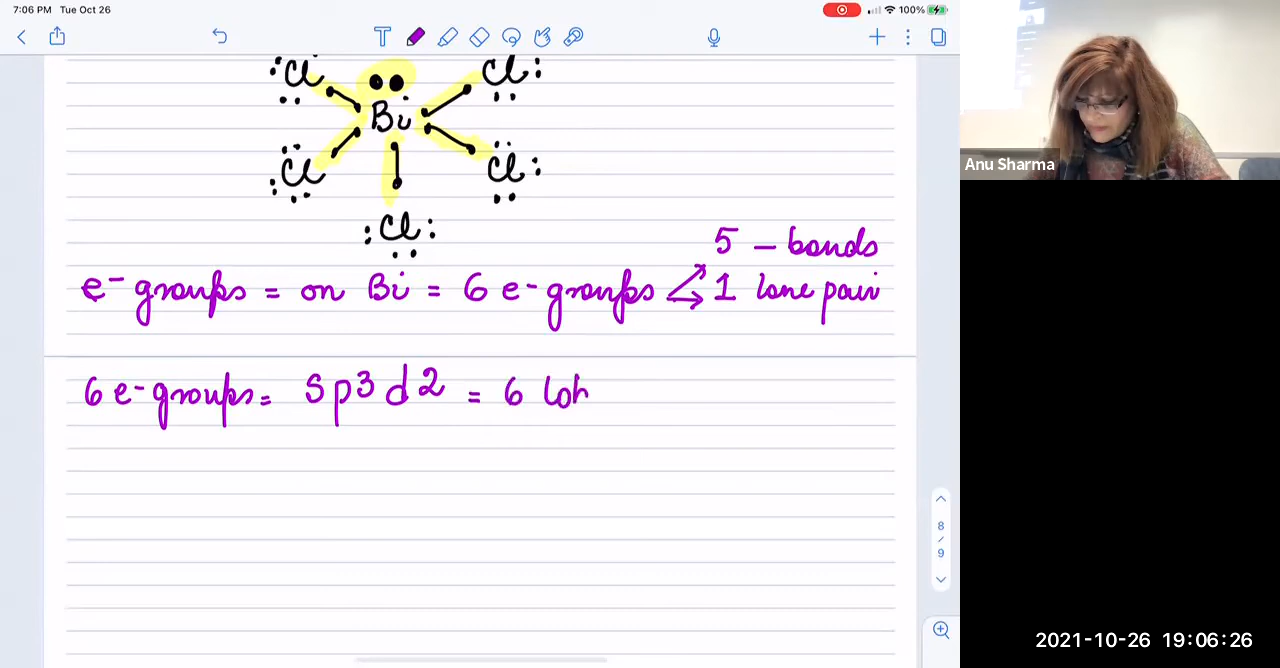 7:06 PM Tue Oct 26
100%
T
:Cl Cl:
Bi
Cl Cl:
:Cl:
5 - bonds
e- groups = on Bi = 6 e- groups 1 lone pair
6 e- groups = Sp3d2 = 6
8
/
9
Anu Sharma
2021-10-26 19:06:26